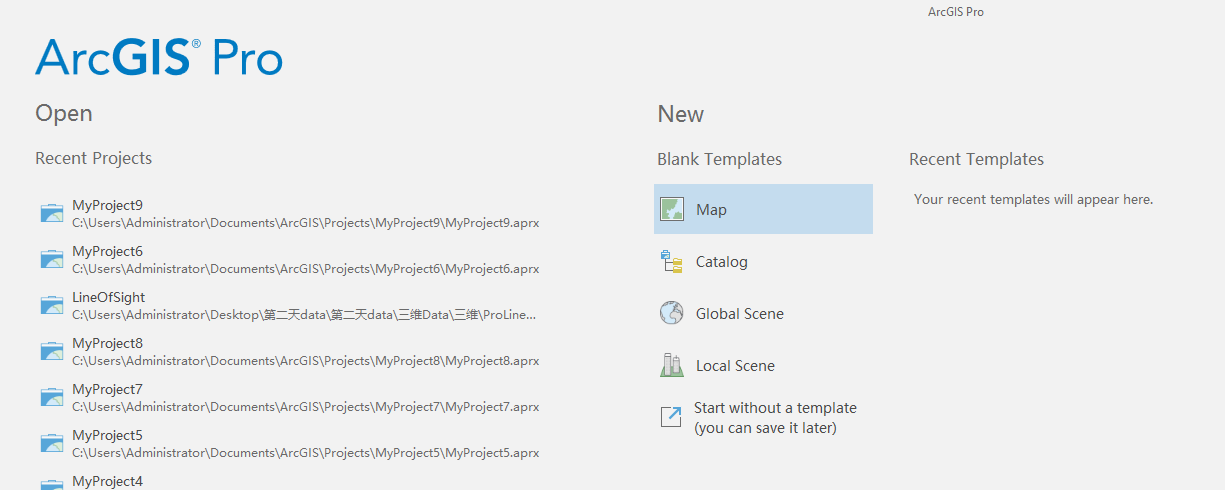 ArcGIS Pro
ArcGIS® Pro
Open
Recent Projects
MyProject9
C:\Users\Administrator\Documents\ArcGIS\Projects\MyProject9\MyProject9.aprx
MyProject6
C:\Users\Administrator\Documents\ArcGIS\Projects\MyProject6\MyProject6.aprx
LineOfSight
C:\Users\Administrator\Desktop\第二天data\第二天data\三维Data\三维\ProLine...
MyProject8
C:\Users\Administrator\Documents\ArcGIS\Projects\MyProject8\MyProject8.aprx
MyProject7
C:\Users\Administrator\Documents\ArcGIS\Projects\MyProject7\MyProject7.aprx
MyProject5
C:\Users\Administrator\Documents\ArcGIS\Projects\MyProject5\MyProject5.aprx
MyProject4
New
Blank Templates
Map
Catalog
Global Scene
Local Scene
Start without a template
(you can save it later)
Recent Templates
Your recent templates will appear here.